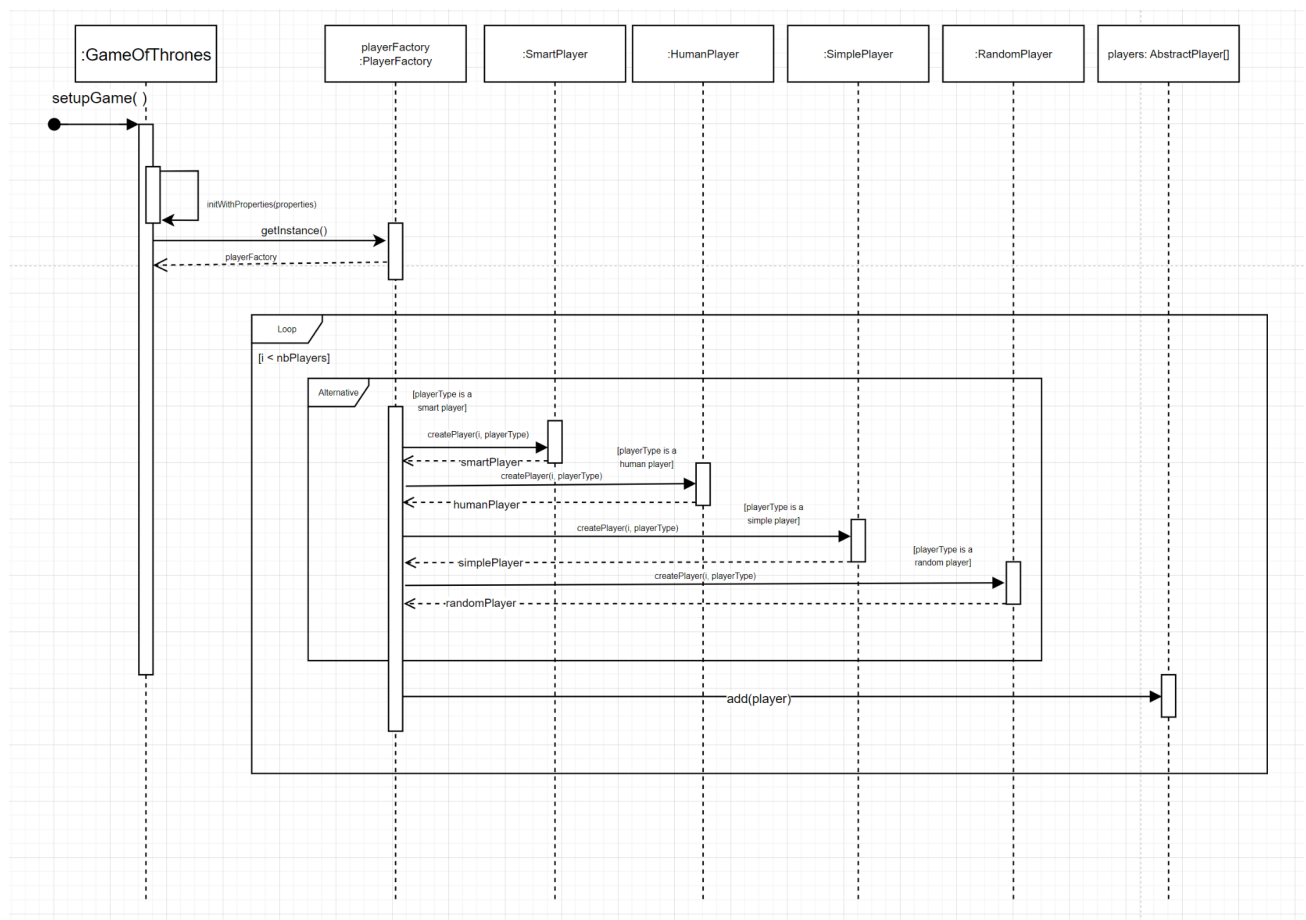 :GameOfThrones
playerFactory
:PlayerFactory
:SmartPlayer
:HumanPlayer
:SimplePlayer
:RandomPlayer
players: AbstractPlayer[]
setupGame( )
initWithProperties(properties)
getInstance()
playerFactory
Loop
[i < nbPlayers]
Alternative
[playerType is a
smart player]
createPlayer(i, playerType)
smartPlayer
[playerType is a
human player]
createPlayer(i, playerType)
humanPlayer
[playerType is a
simple player]
createPlayer(i, playerType)
simplePlayer
[playerType is a
random player]
createPlayer(i, playerType)
randomPlayer
add(player)